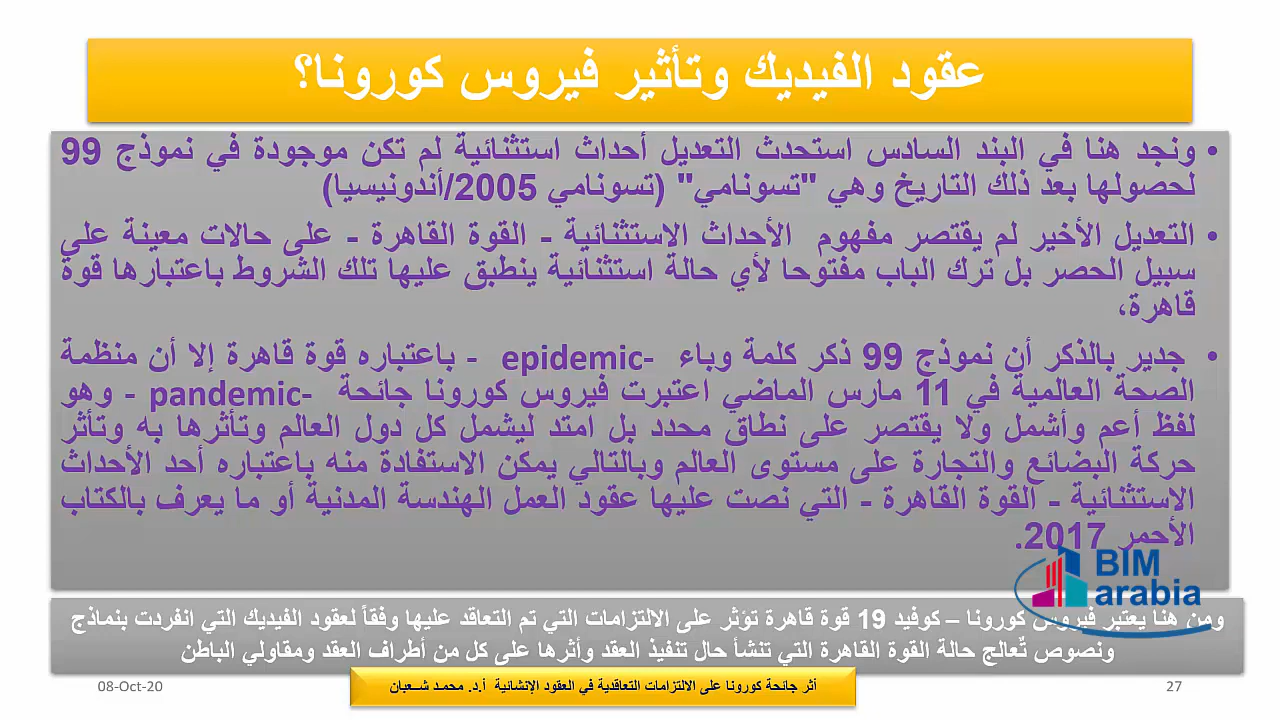 عقود الفيديك وتأثير فيروس كورونا؟
• ونجد هنا في البند السادس استحدث التعديل أحداث استثنائية لم تكن موجودة في نموذج 99
لحصولها بعد ذلك التاريخ وهي "تسونامي" (تسونامي 2005/أندونيسيا)
• التعديل الأخير لم يقتصر مفهوم الأحداث الاستثنائية - القوة القاهرة - على حالات معينة على
سبيل الحصر بل ترك الباب مفتوحا لأي حالة استثنائية ينطبق عليها تلك الشروط باعتبارها قوة
قاهرة،
• جدير بالذكر أن نموذج 99 ذكر كلمة وباء -epidemic - باعتباره قوة قاهرة إلا أن منظمة
الصحة العالمية في 11 مارس الماضي اعتبرت فيروس كورونا جائحة -pandemic - وهو
لفظ أعم وأشمل ولا يقتصر على نطاق محدد بل امتد ليشمل كل دول العالم وتأثرها به وتأثر
حركة البضائع والتجارة على مستوى العالم وبالتالي يمكن الاستفادة منه باعتباره أحد الأحداث
الاستثنائية - القوة القاهرة - التي نصت عليها عقود العمل الهندسة المدنية أو ما يعرف بالكتاب
الأحمر 2017.
BIM
arabia
ومن هنا يعتبر فيروس كورونا – كوفيد 19 قوة قاهرة تؤثر على الالتزامات التي تم التعاقد عليها وفقاً لعقود الفيديك التي انفردت بنماذج
ونصوص تُعالج حالة القوة القاهرة التي تنشأ حال تنفيذ العقد وأثرها على كل من أطراف العقد ومقاولي الباطن
08-Oct-20
أثر جائحة كورونا على الالتزامات التعاقدية في العقود الإنشائية أ.د. محمـد شــعبان
27